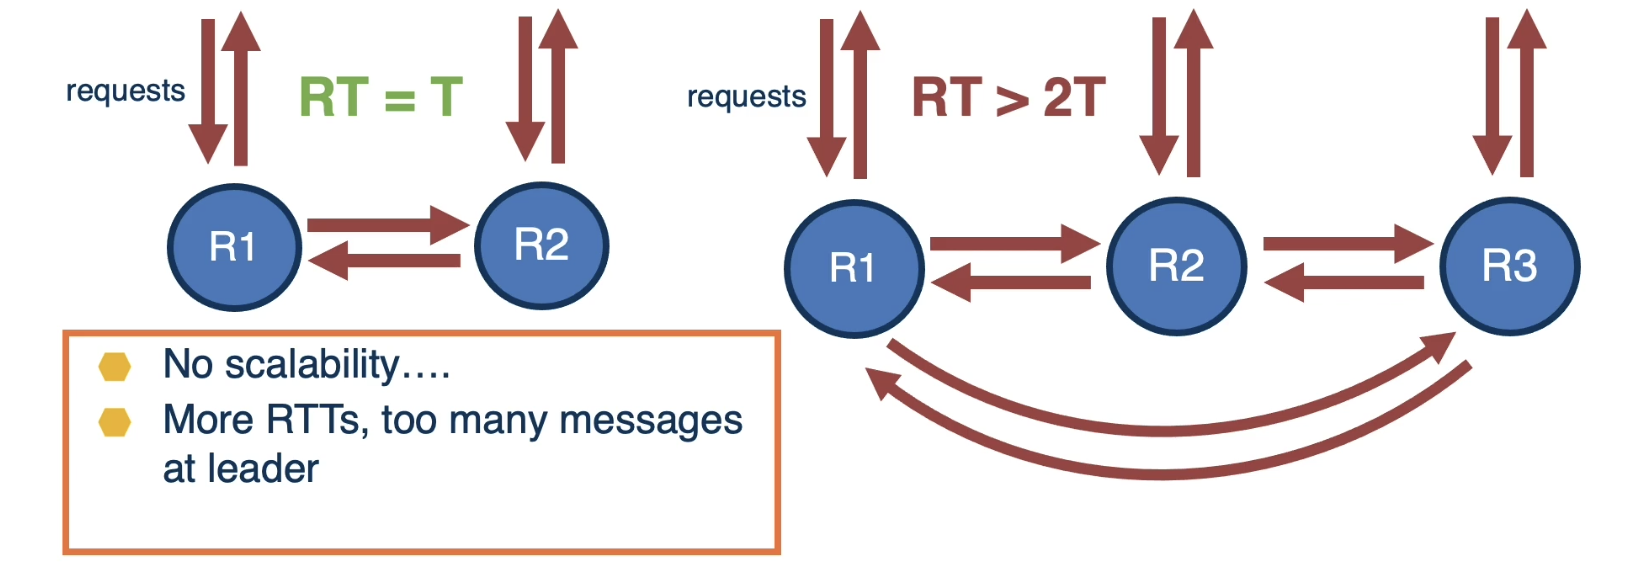 requests
RT = T
requests
RT > 2T
R1
R2
R1
R2
R3
No scalability….
More RTTs, too many messages
at leader